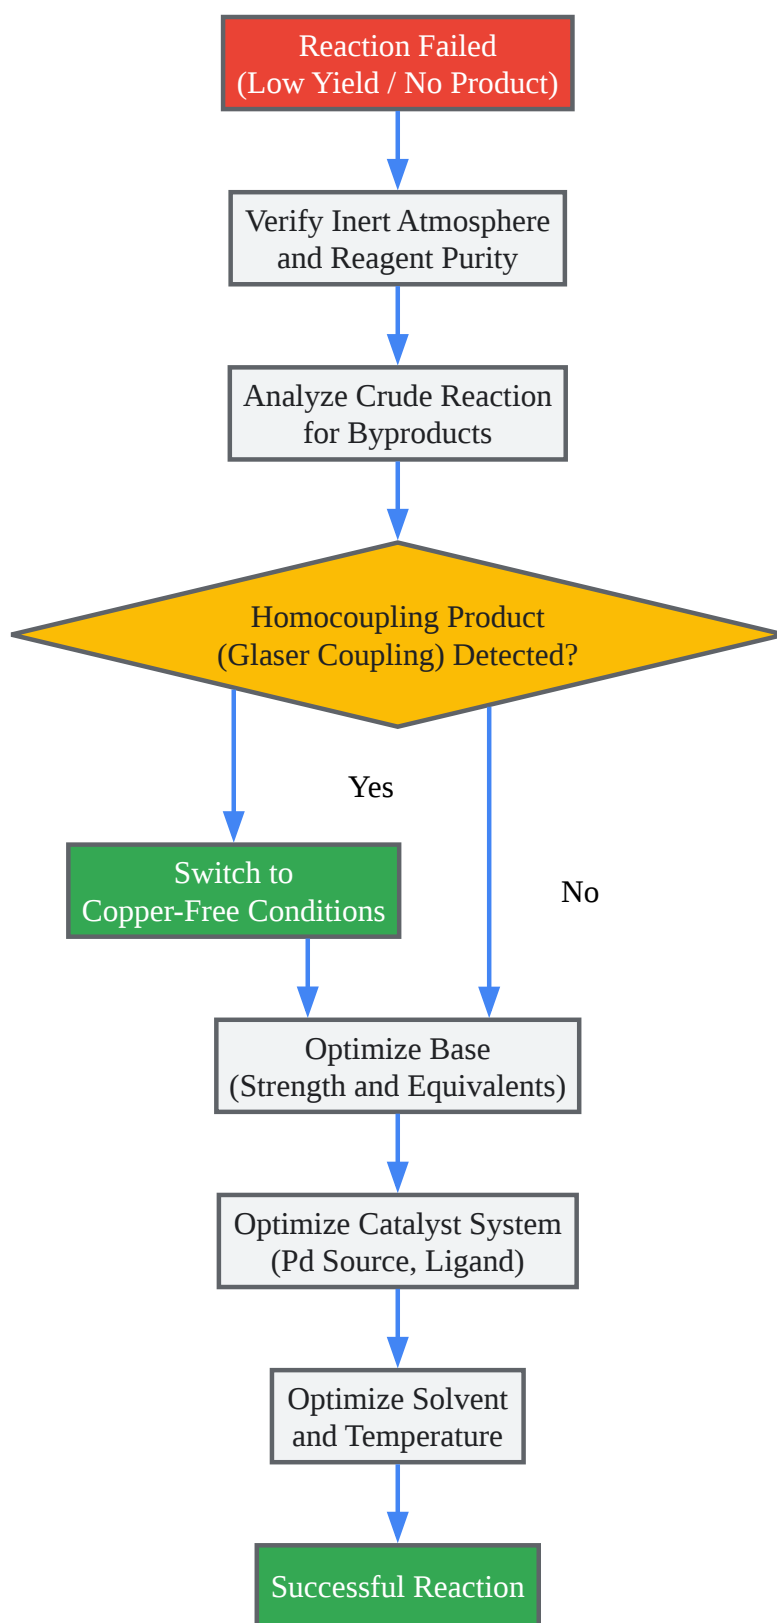 Reaction Failed
(Low Yield / No Product)
Verify Inert Atmosphere
and Reagent Purity
Analyze Crude Reaction
for Byproducts
Homocoupling Product
(Glaser Coupling) Detected?
Yes
Switch to
Copper-Free Conditions
No
Optimize Base
(Strength and Equivalents)
Optimize Catalyst System
(Pd Source, Ligand)
Optimize Solvent
and Temperature
Successful Reaction